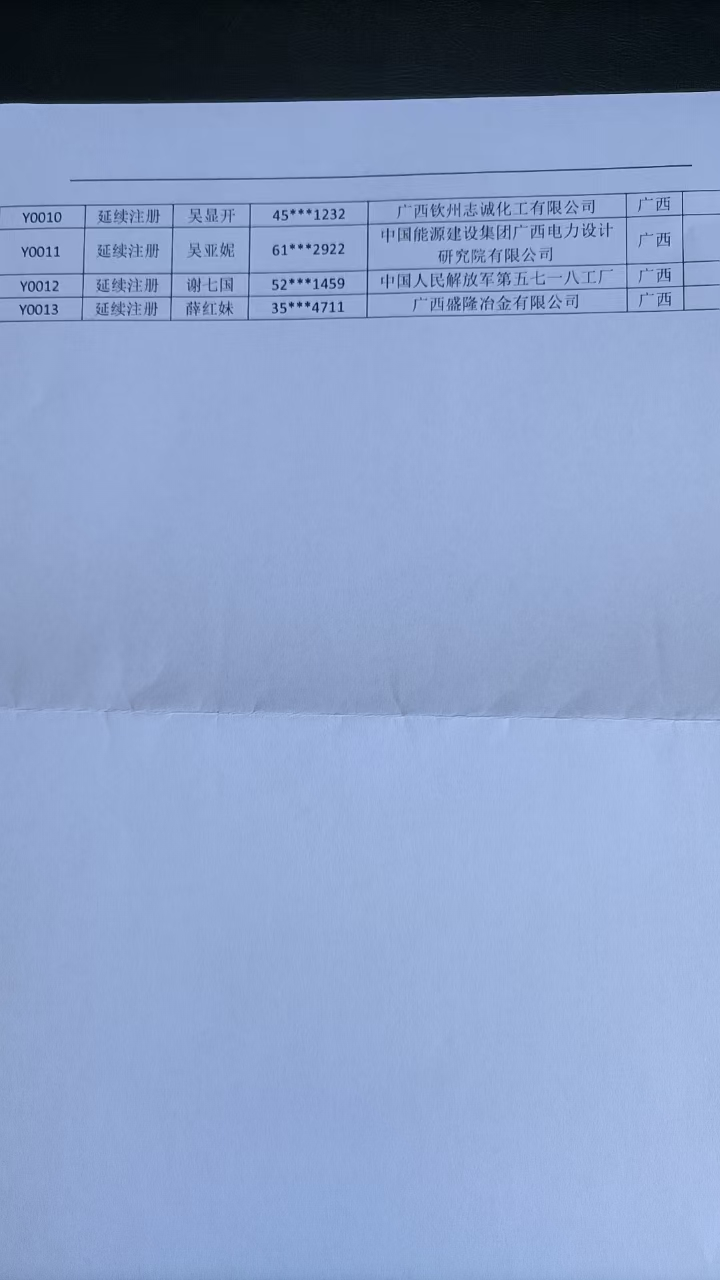 Y0010 延续注册 吴显开 45***1232 广西钦州志诚化工有限公司 广西
Y0011 延续注册 吴亚妮 61***2922 中国能源建设集团广西电力设计
研究院有限公司 广西
Y0012 延续注册 谢七国 52***1459 中国人民解放军第五七一八工厂 广西
Y0013 延续注册 薛红妹 35***4711 广西盛隆冶金有限公司 广西